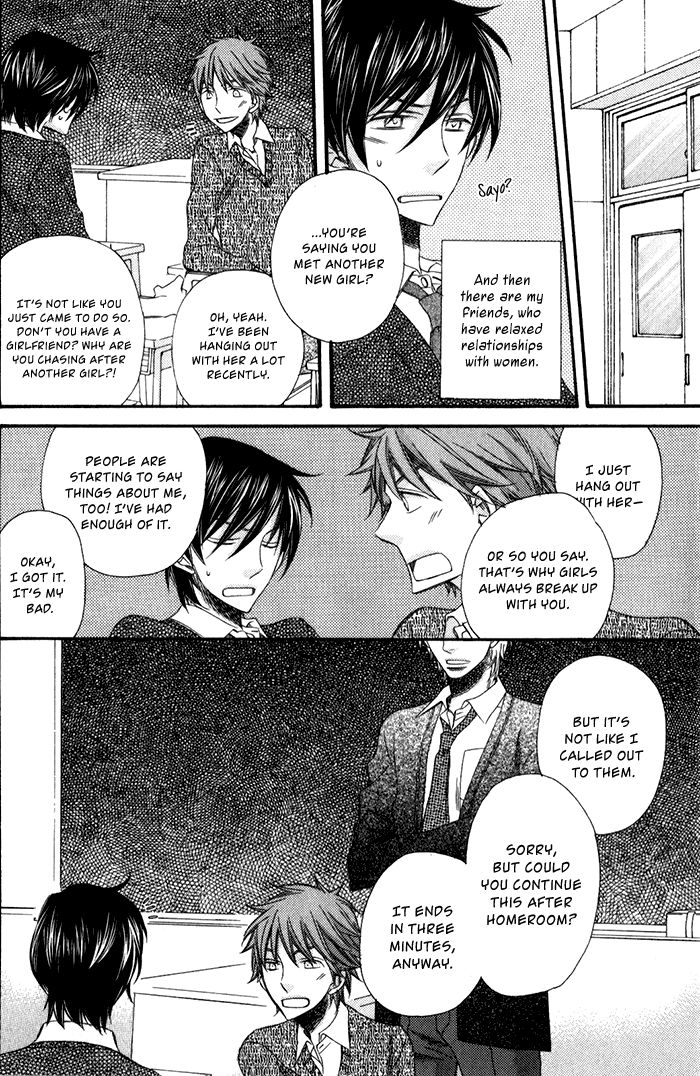 And then
there are my
friends, who
have relaxed
relationships
with women.
Sayo?
...YOU'RE
SAYING YOU
MET ANOTHER
NEW GIRL?
OH, YEAH.
I'VE BEEN
HANGING OUT
WITH HER A LOT
RECENTLY.
IT'S NOT LIKE YOU
JUST CAME TO DO SO.
DON'T YOU HAVE A
GIRLFRIEND? WHY ARE
YOU CHASING AFTER
ANOTHER GIRL?!
I JUST
HANG OUT
WITH HER—
OR SO YOU SAY.
THAT'S WHY GIRLS
ALWAYS BREAK UP
WITH YOU.
PEOPLE ARE
STARTING TO SAY
THINGS ABOUT ME,
TOO! I'VE HAD
ENOUGH OF IT.
OKAY,
I GOT IT.
IT'S MY
BAD.
BUT IT'S
NOT LIKE I
CALLED OUT
TO THEM.
SORRY,
BUT COULD
YOU CONTINUE
THIS AFTER
HOMEROOM?
IT ENDS
IN THREE
MINUTES,
ANYWAY.